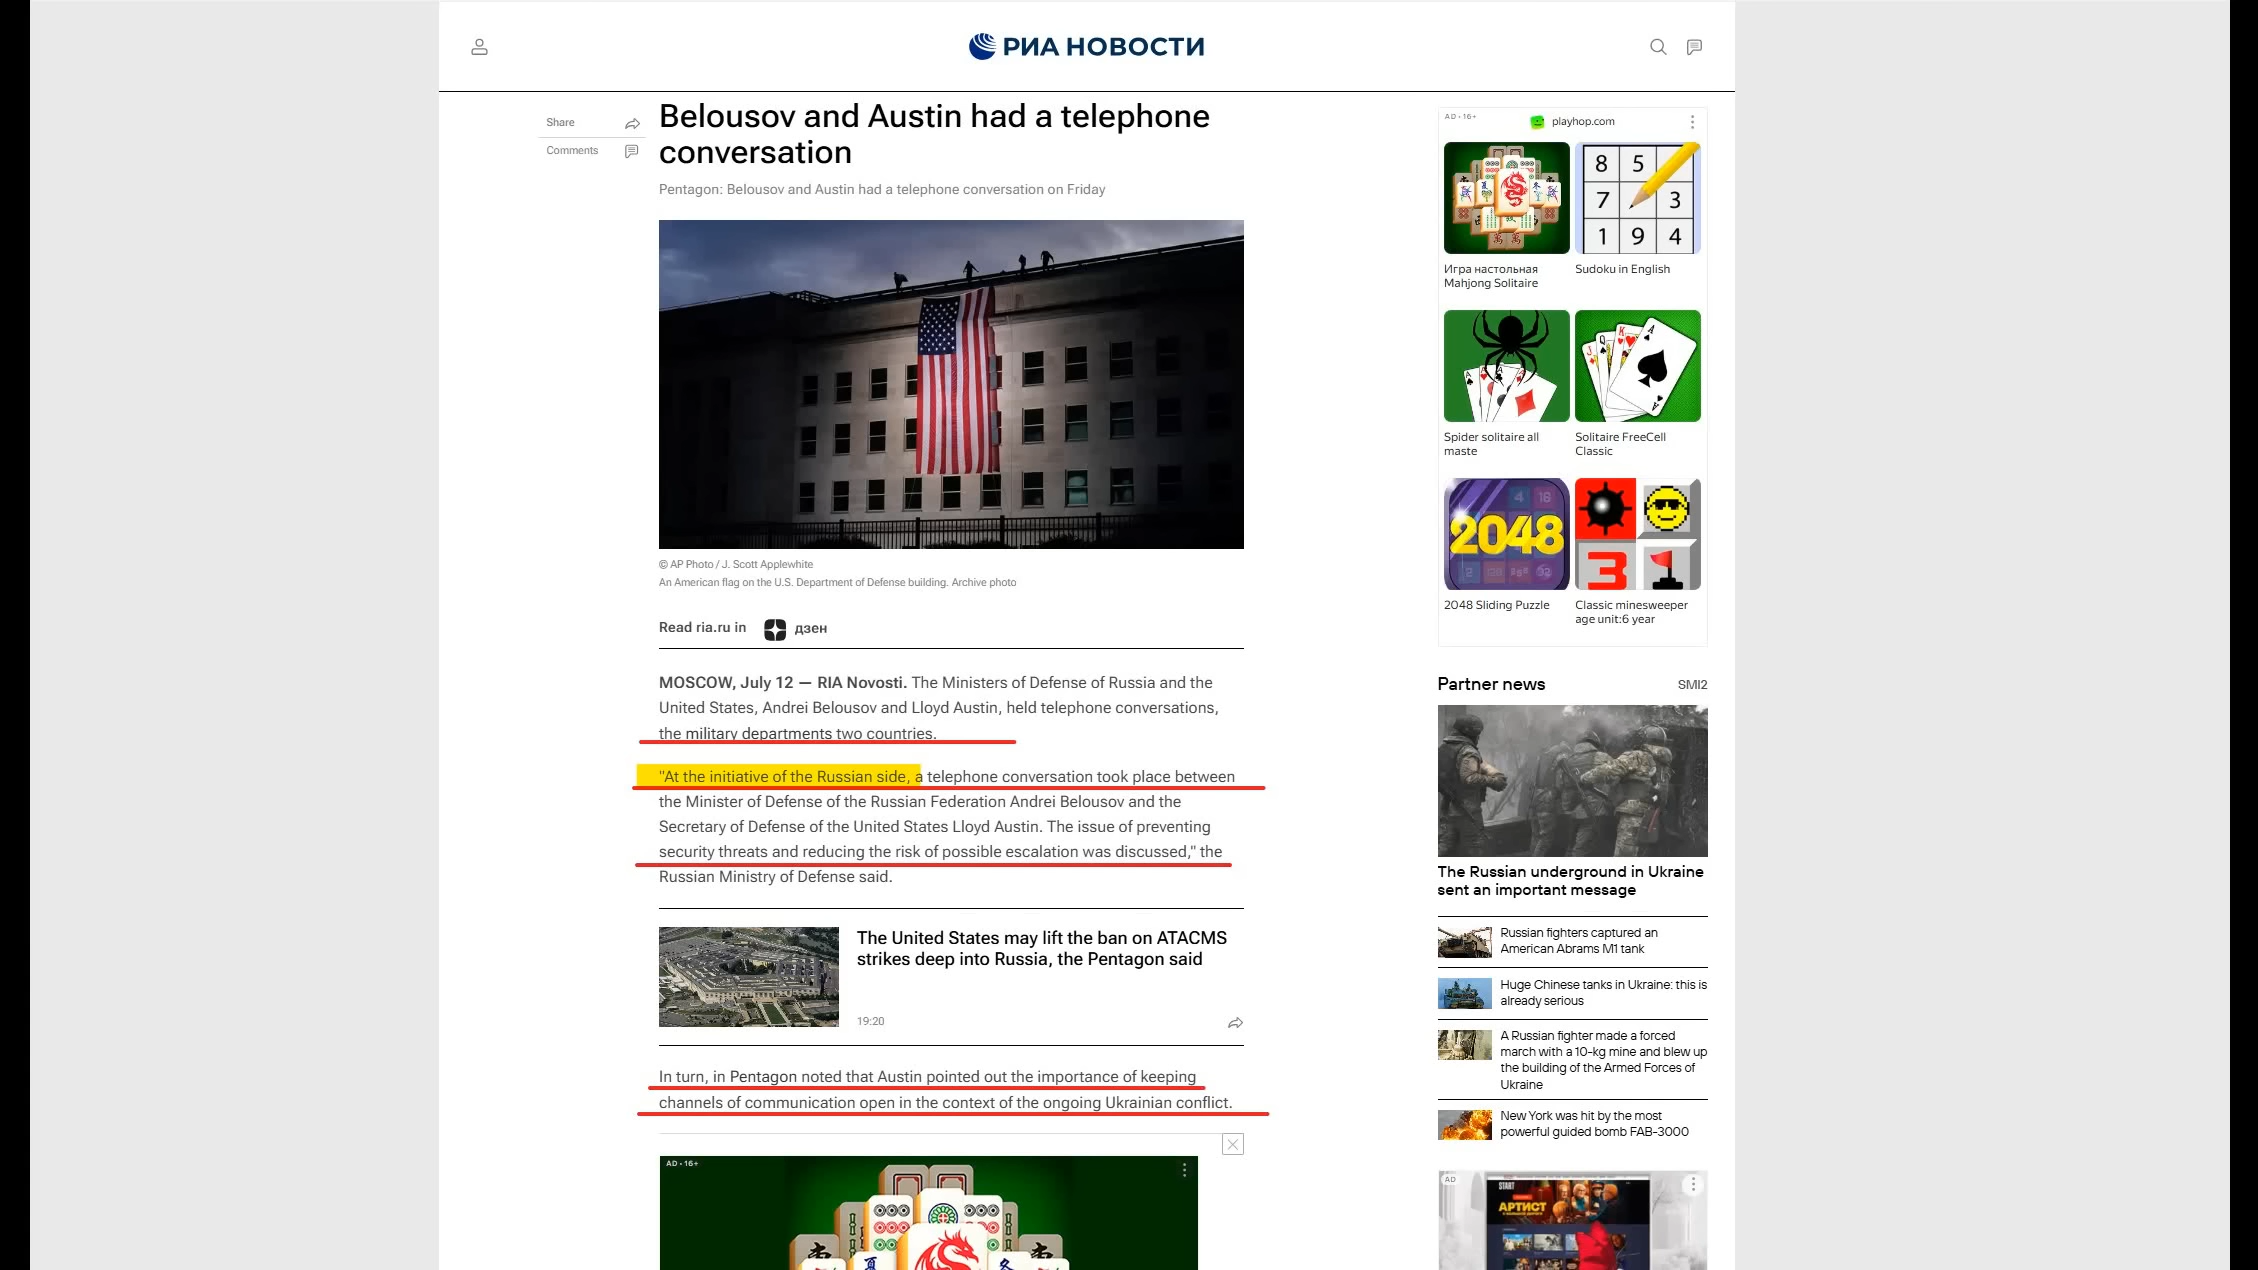 РИА НОВОСТИ
Share
Comments
Belousov and Austin had a telephone
conversation
Pentagon: Belousov and Austin had a telephone conversation on Friday
© AP Photo / J. Scott Applewhite
An American flag on the U.S. Department of Defense building. Archive photo
Read ria.ru in дзен
MOSCOW, July 12 — RIA Novosti. The Ministers of Defense of Russia and the
United States, Andrei Belousov and Lloyd Austin, held telephone conversations,
the military departments two countries.
"At the initiative of the Russian side, a telephone conversation took place between
the Minister of Defense of the Russian Federation Andrei Belousov and the
Secretary of Defense of the United States Lloyd Austin. The issue of preventing
security threats and reducing the risk of possible escalation was discussed," the
Russian Ministry of Defense said.
The United States may lift the ban on ATACMS
strikes deep into Russia, the Pentagon said
19:20
In turn, in Pentagon noted that Austin pointed out the importance of keeping
channels of communication open in the context of the ongoing Ukrainian conflict.
AD • 16+
AD • 16+
playhop.com
8 5
7 3
1 9 4
Игра настольная
Mahjong Solitaire
Sudoku in English
Spider solitaire all
maste
Solitaire FreeCell
Classic
2048
3
2048 Sliding Puzzle
Classic minesweeper
age unit:6 year
Partner news
SMI2
The Russian underground in Ukraine
sent an important message
Russian fighters captured an
American Abrams M1 tank
Huge Chinese tanks in Ukraine: this is
already serious
A Russian fighter made a forced
march with a 10-kg mine and blew up
the building of the Armed Forces of
Ukraine
New York was hit by the most
powerful guided bomb FAB-3000
AD
START
АРТИСТ